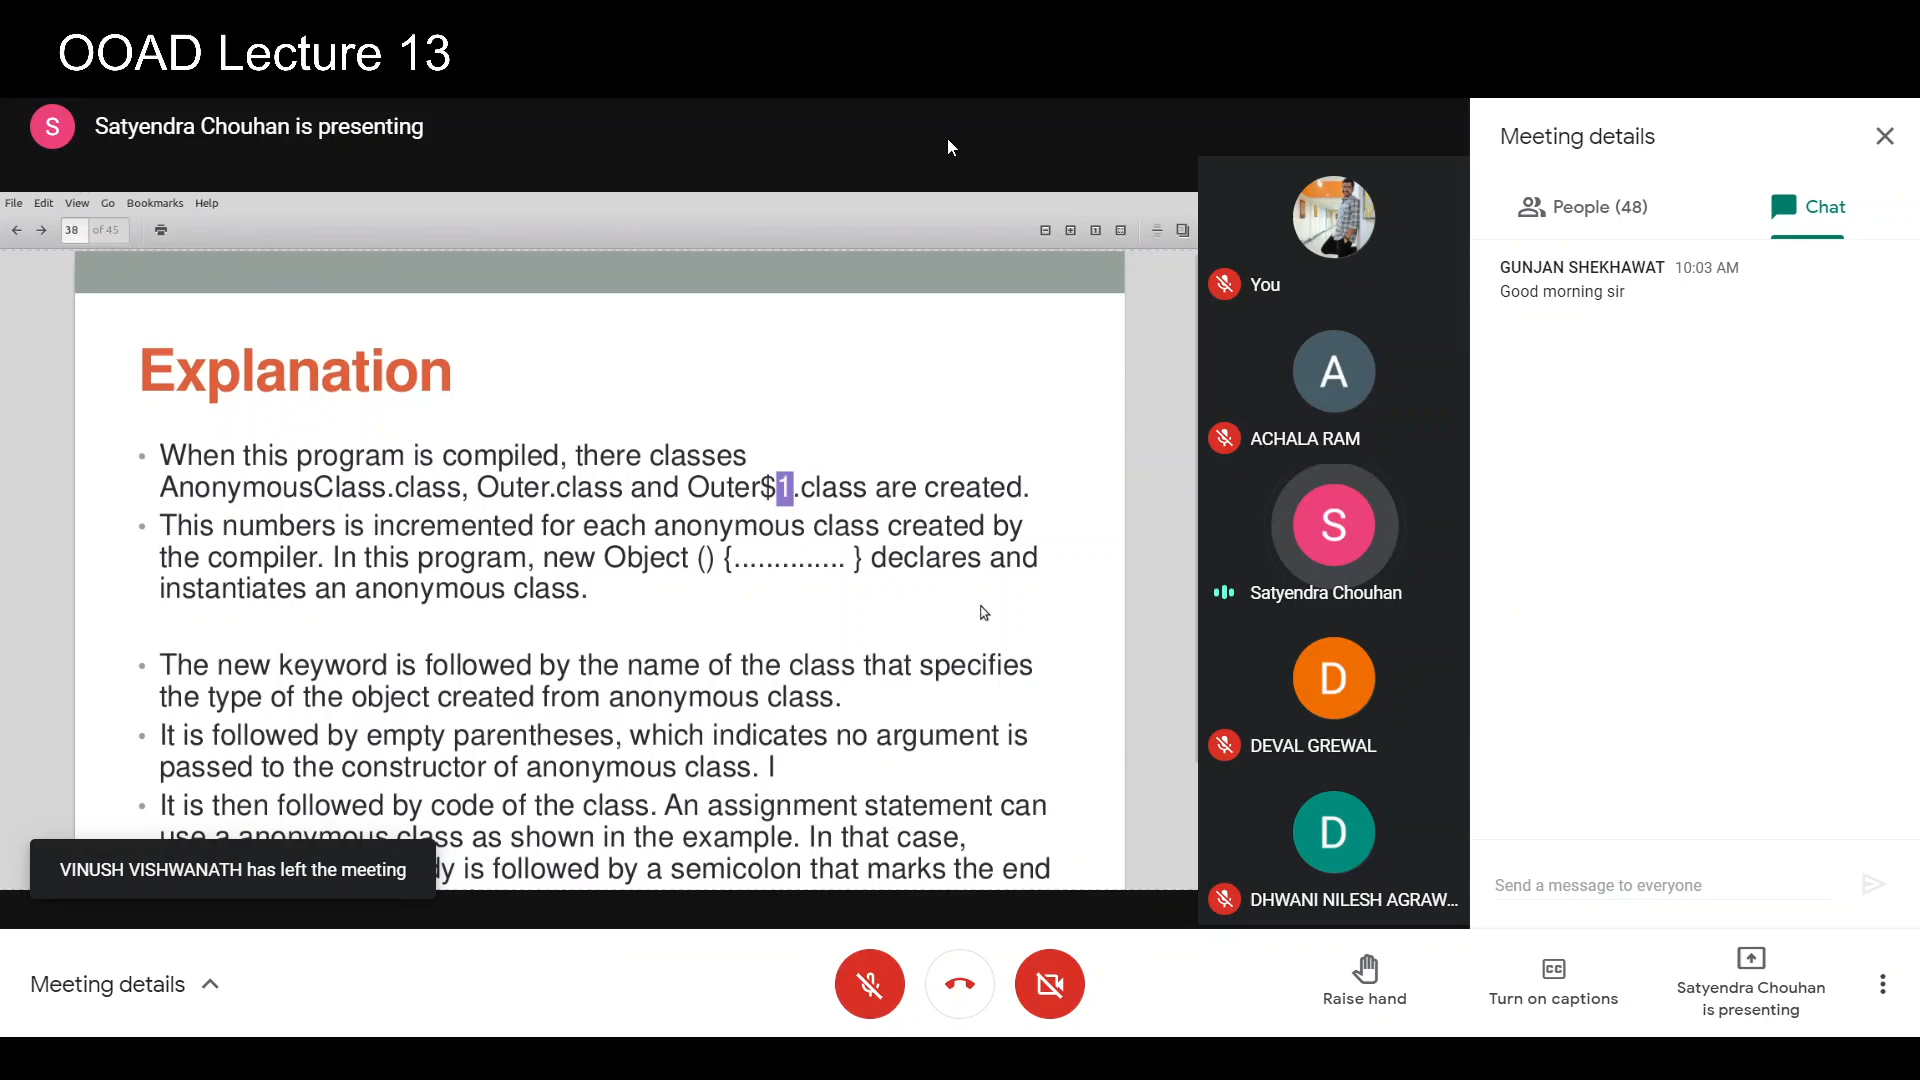 OOAD Lecture 13
S
Satyendra Chouhan is presenting
File Edit View Go Bookmarks Help
38 of 45
Explanation
• When this program is compiled, there classes
AnonymousClass.class, Outer.class and Outer$1.class are created.
• This numbers is incremented for each anonymous class created by
the compiler. In this program, new Object () {.............. } declares and
instantiates an anonymous class.
• The new keyword is followed by the name of the class that specifies
the type of the object created from anonymous class.
• It is followed by empty parentheses, which indicates no argument is
passed to the constructor of anonymous class. I
• It is then followed by code of the class. An assignment statement can
use a anonymous class as shown in the example. In that case,
dy is followed by a semicolon that marks the end
VINUSH VISHWANATH has left the meeting
You
A
ACHALA RAM
S
Satyendra Chouhan
D
DEVAL GREWAL
D
DHWANI NILESH AGRAW...
Meeting details
People (48)
Chat
GUNJAN SHEKHAWAT 10:03 AM
Good morning sir
Send a message to everyone
Meeting details
Raise hand
CC
Turn on captions
Satyendra Chouhan
is presenting